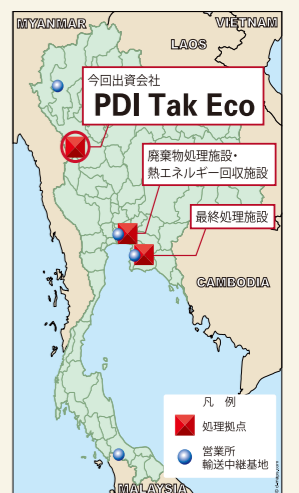 MYANMAR
VIETNAM
LAOS
今回出資会社
PDI Tak Eco
廃棄物処理施設・
熱エネルギー回収施設
最終処理施設
CAMBODIA
凡 例
処理拠点
営業所
輸送中継基地
MALAYSIA